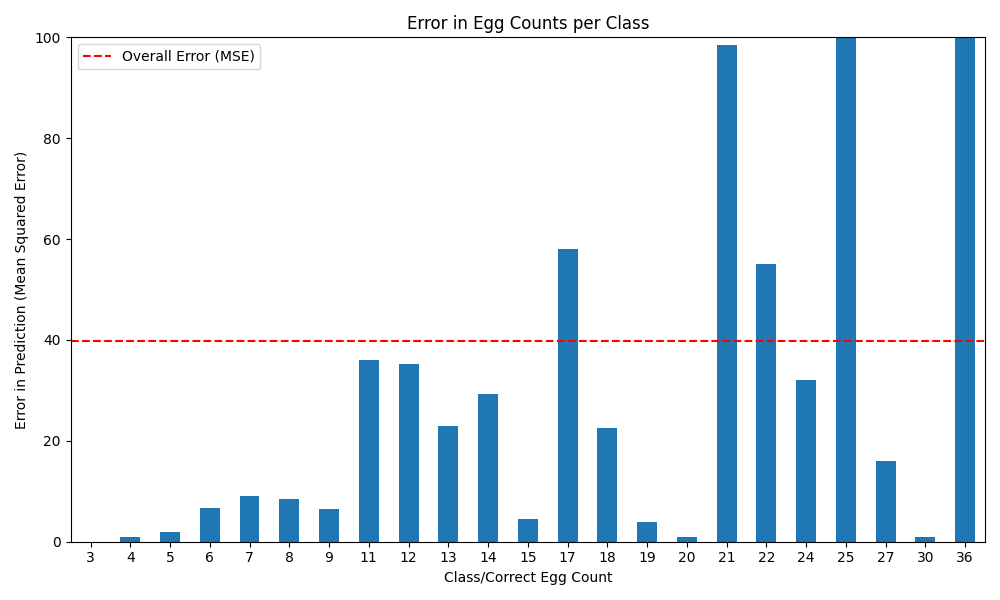 Error in Egg Counts per Class
Overall Error (MSE)
Error in Prediction (Mean Squared Error)
100
80
60
40
20
0
3 4 5 6 7 8 9 11 12 13 14 15 17 18 19 20 21 22 24 25 27 30 36
Class/Correct Egg Count